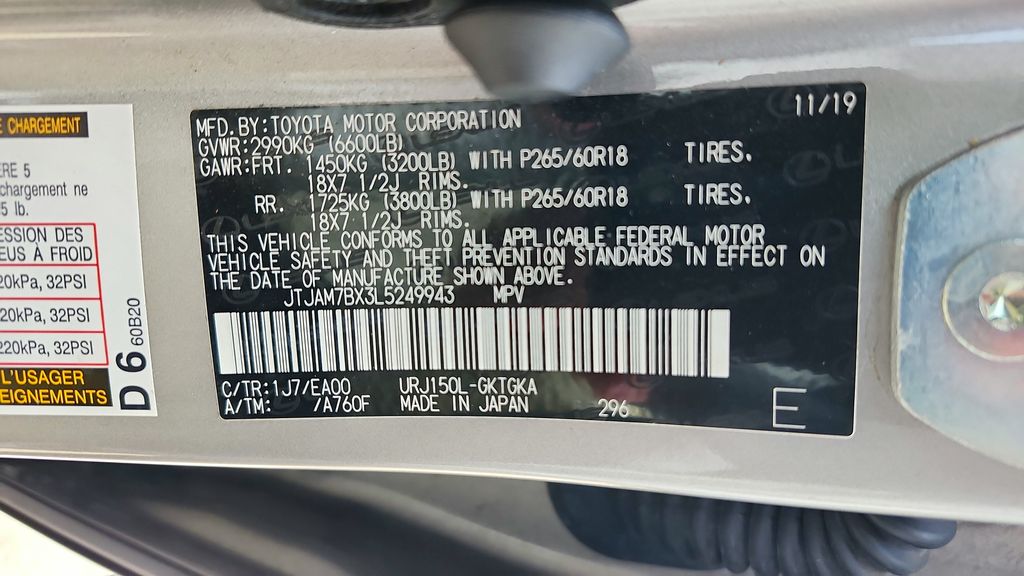 E CHARGEMENT
ÈRE 5
chargement ne
5 lb.
ESSION DES
EUS À FROID
20kPa, 32PSI
20kPa, 32PSI
220kPa, 32PSI
L'USAGER
EIGNEMENTS
D6 60B20
11/19
MFD.BY:TOYOTA MOTOR CORPORATION
GVWR:2990KG (6600LB)
GAWR:FRT. 1450KG (3200LB) WITH P265/60R18 TIRES.
18X7 1/2J RIMS.
RR. 1725KG (3800LB) WITH P265/60R18 TIRES.
18X7 1/2J RIMS.
THIS VEHICLE CONFORMS TO ALL APPLICABLE FEDERAL MOTOR
VEHICLE SAFETY AND THEFT PREVENTION STANDARDS IN EFFECT ON
THE DATE OF MANUFACTURE SHOWN ABOVE.
JTJAM7BX3L5249943 MPV
C/TR:1J7/EA00 URJ150L-GKTGKA
A/TM: /A760F MADE IN JAPAN 296 E